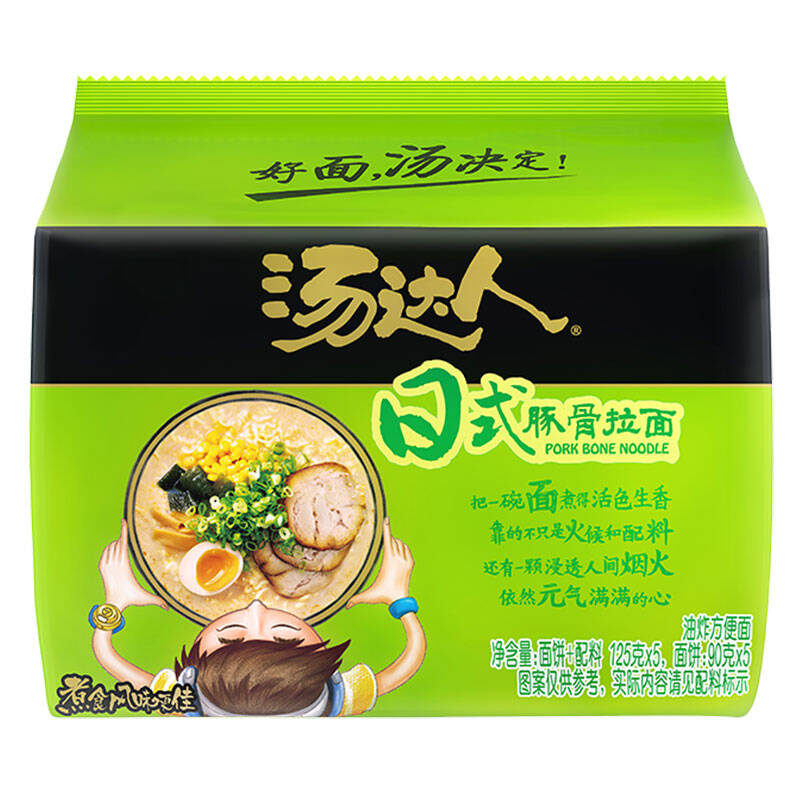 好面,汤决定!
汤达人®
日式豚骨拉面
PORK BONE NOODLE
把一碗面煮得活色生香
靠的不只是火候和配料
还有一颗浸透人间烟火
依然元气满满的心
油炸方便面
净含量:面饼+配料 125克x5, 面饼:90克x5
图案仅供参考, 实际内容请见配料标示
煮食风味更佳